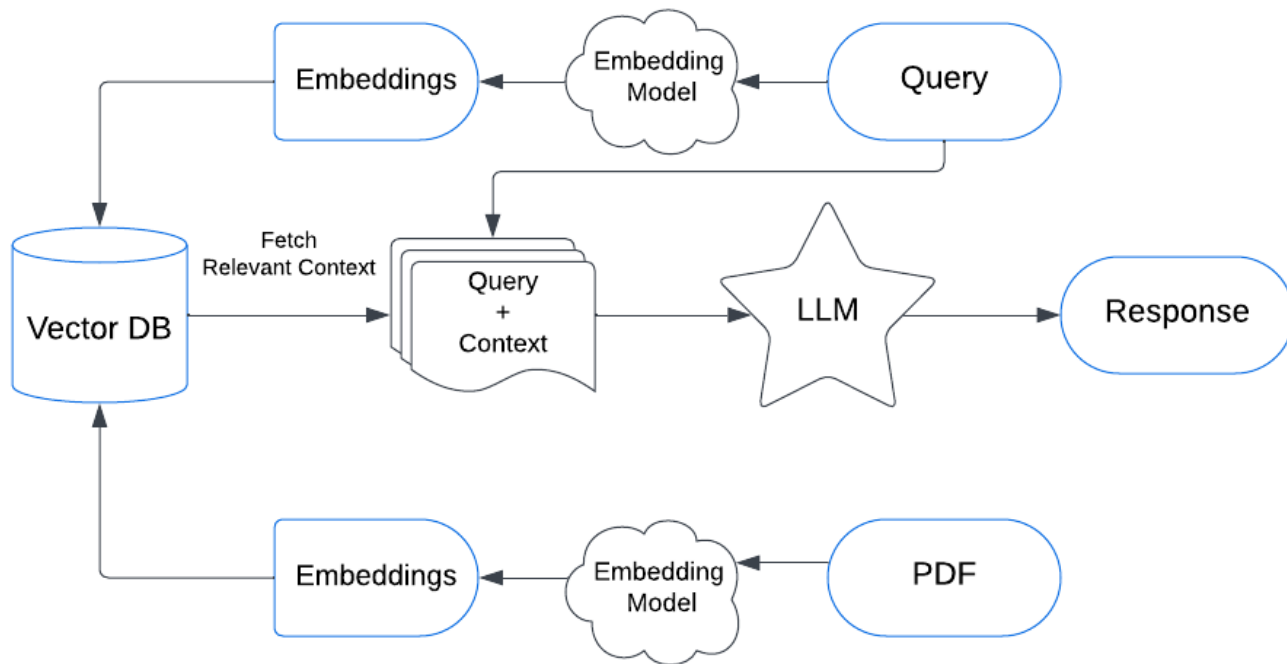 Embeddings
Embedding
Model
Query
Fetch
Relevant Context
Vector DB
Query
+
Context
LLM
Response
Embeddings
Embedding
Model
PDF